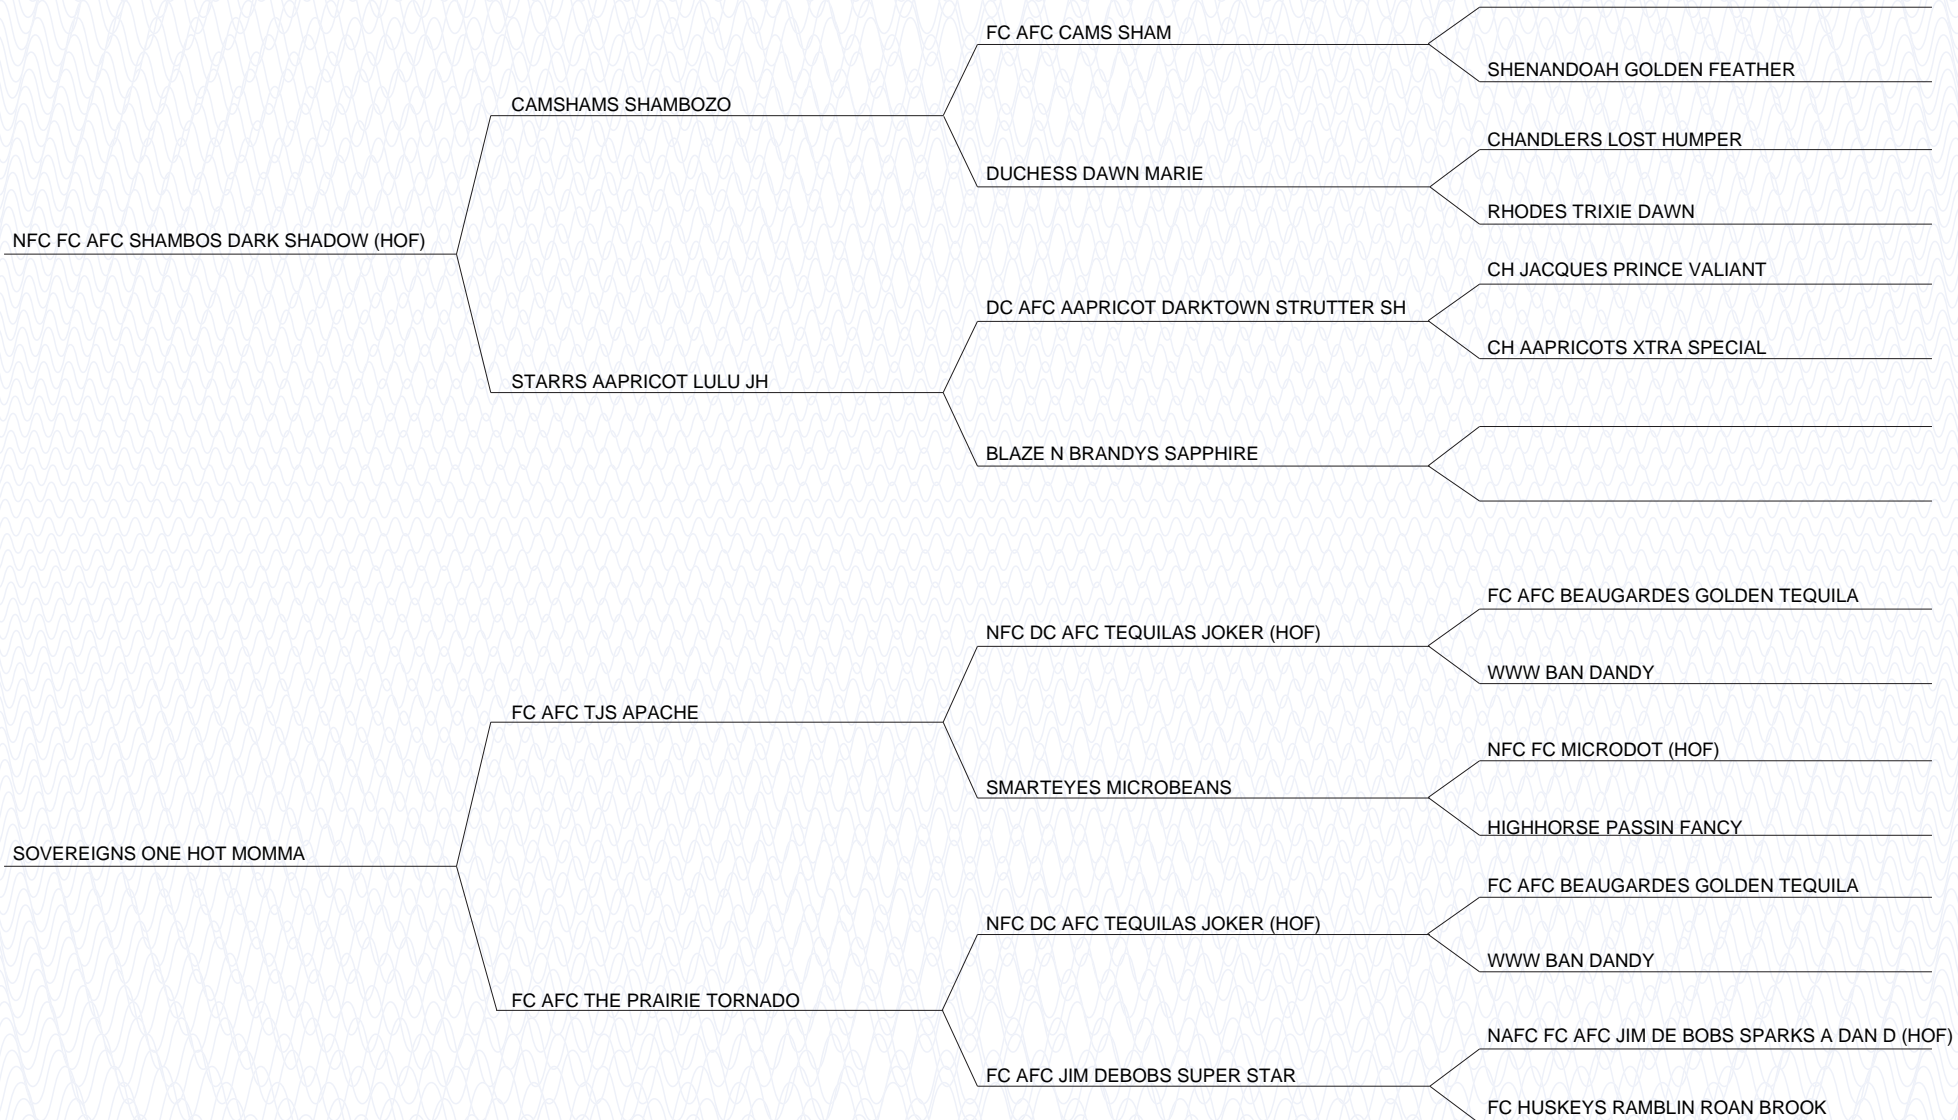 FC AFC CAMS SHAM
SHENANDOAH GOLDEN FEATHER
CAMSHAMS SHAMBOZO
CHANDLERS LOST HUMPER
DUCHESS DAWN MARIE
RHODES TRIXIE DAWN
NFC FC AFC SHAMBOS DARK SHADOW (HOF)
CH JACQUES PRINCE VALIANT
DC AFC AAPRICOT DARKTOWN STRUTTER SH
CH AAPRICOTS XTRA SPECIAL
STARRS AAPRICOT LULU JH
BLAZE N BRANDYS SAPPHIRE
FC AFC BEAUGARDES GOLDEN TEQUILA
NFC DC AFC TEQUILAS JOKER (HOF)
WWW BAN DANDY
FC AFC TJS APACHE
NFC FC MICRODOT (HOF)
SMARTEYES MICROBEANS
HIGHHORSE PASSIN FANCY
SOVEREIGNS ONE HOT MOMMA
FC AFC BEAUGARDES GOLDEN TEQUILA
NFC DC AFC TEQUILAS JOKER (HOF)
WWW BAN DANDY
FC AFC THE PRAIRIE TORNADO
NAFC FC AFC JIM DE BOBS SPARKS A DAN D (HOF)
FC AFC JIM DEBOBS SUPER STAR
FC HUSKEYS RAMBLIN ROAN BROOK